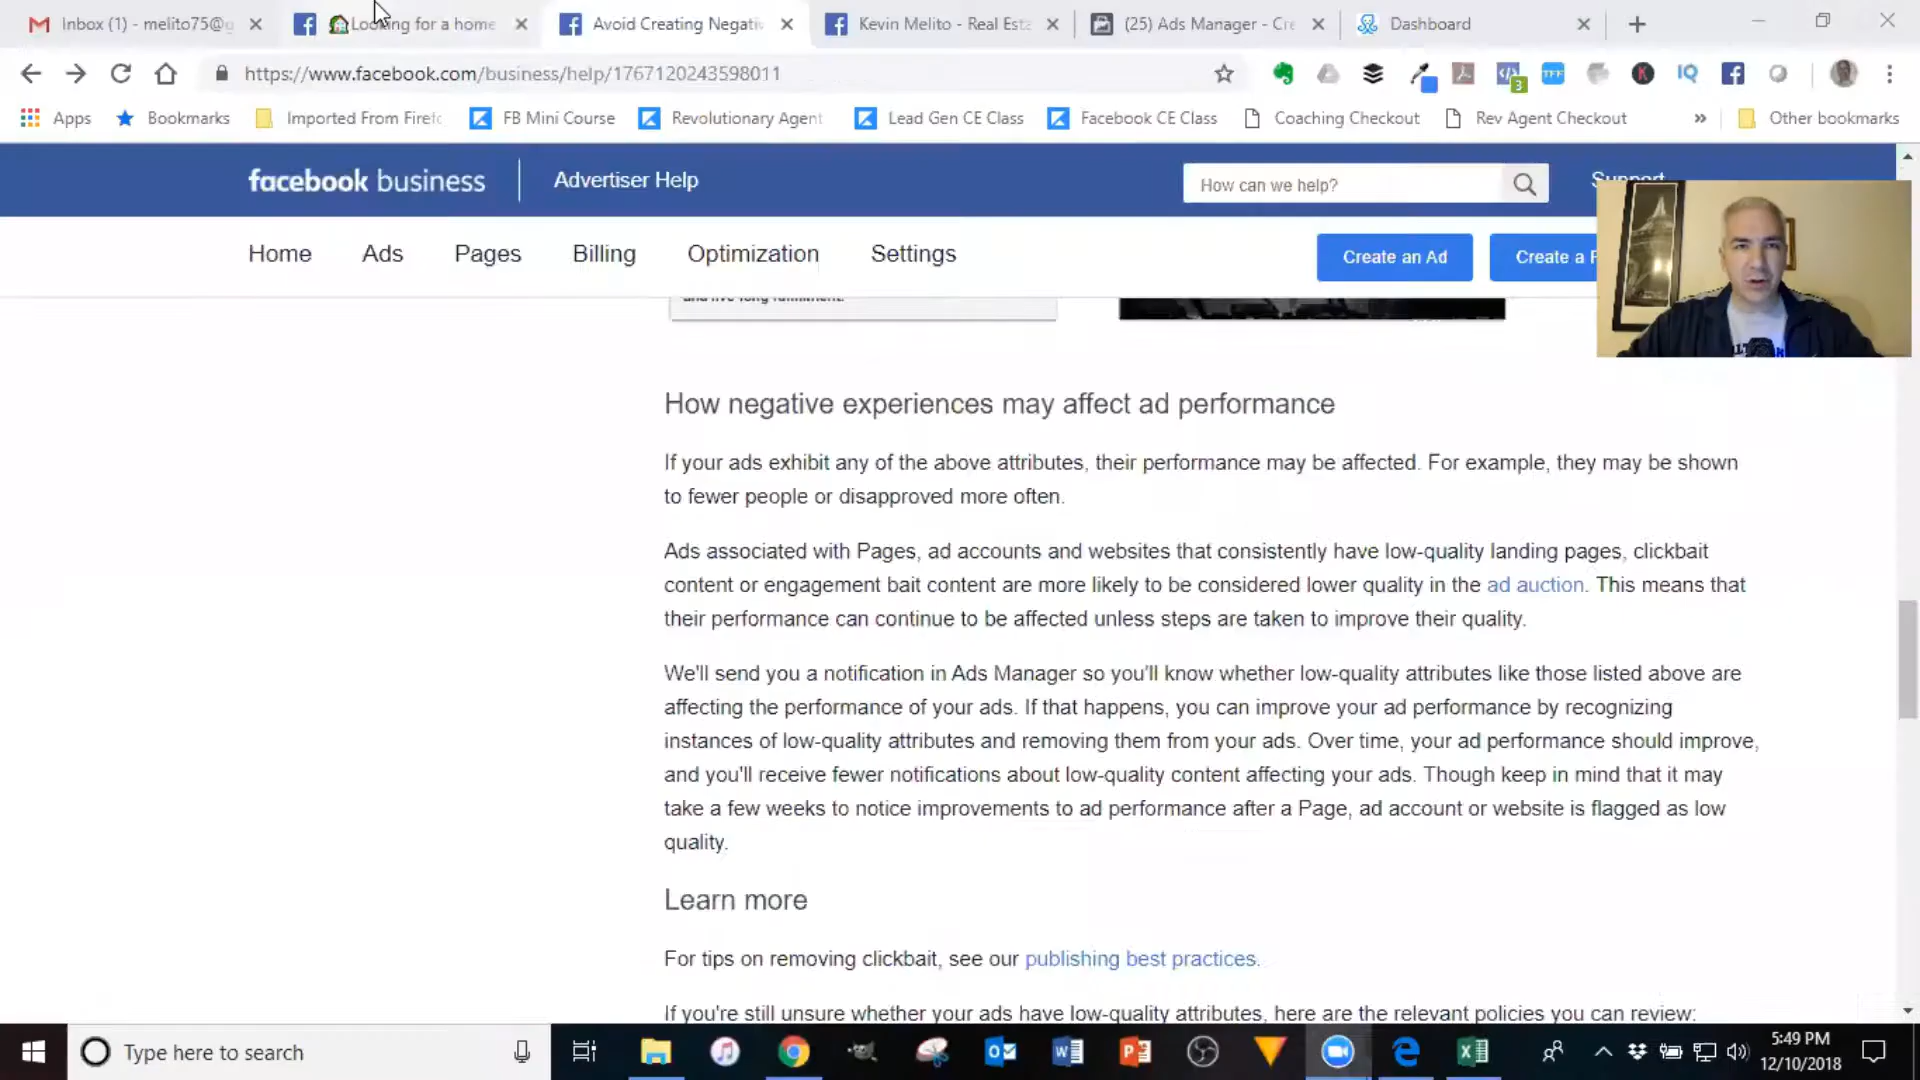 Inbox (1) - melito75@g
Looking for a home
Avoid Creating Negativ
Kevin Melito - Real Esta
(25) Ads Manager - Cre
Dashboard
https://www.facebook.com/business/help/1767120243598011
3
TFF
K
IQ
Apps
Bookmarks
Imported From Firefo
FB Mini Course
Revolutionary Agent
Lead Gen CE Class
Facebook CE Class
Coaching Checkout
Rev Agent Checkout
Other bookmarks
facebook business
Advertiser Help
How can we help?
Support
Home
Ads
Pages
Billing
Optimization
Settings
Create an Ad
Create a P
How negative experiences may affect ad performance
If your ads exhibit any of the above attributes, their performance may be affected. For example, they may be shown
to fewer people or disapproved more often.
Ads associated with Pages, ad accounts and websites that consistently have low-quality landing pages, clickbait
content or engagement bait content are more likely to be considered lower quality in the ad auction. This means that
their performance can continue to be affected unless steps are taken to improve their quality.
We'll send you a notification in Ads Manager so you'll know whether low-quality attributes like those listed above are
affecting the performance of your ads. If that happens, you can improve your ad performance by recognizing
instances of low-quality attributes and removing them from your ads. Over time, your ad performance should improve,
and you'll receive fewer notifications about low-quality content affecting your ads. Though keep in mind that it may
take a few weeks to notice improvements to ad performance after a Page, ad account or website is flagged as low
quality.
Learn more
For tips on removing clickbait, see our publishing best practices.
If you're still unsure whether your ads have low-quality attributes, here are the relevant policies you can review:
Type here to search
5:49 PM
12/10/2018